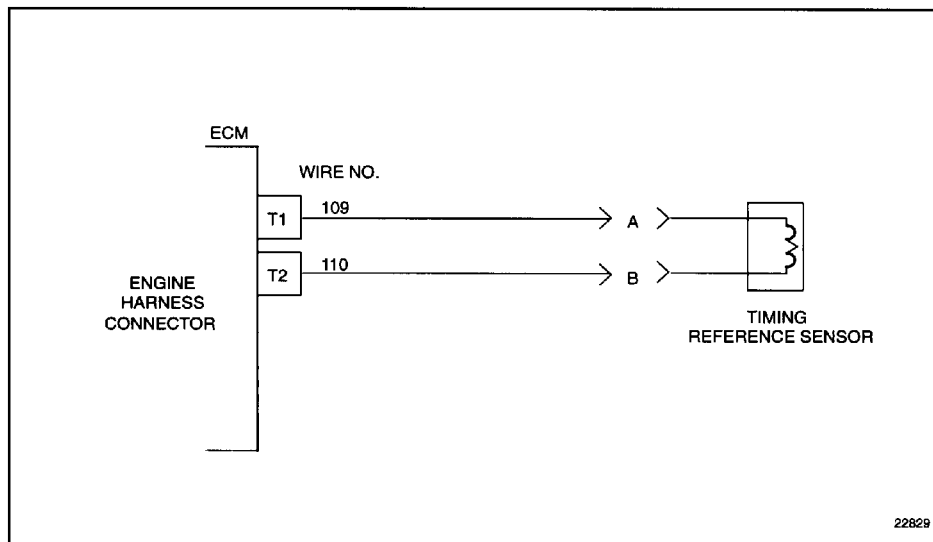 ECM
WIRE NO.
T1
109
A
T2
110
B
ENGINE
HARNESS
CONNECTOR
TIMING
REFERENCE SENSOR
22829